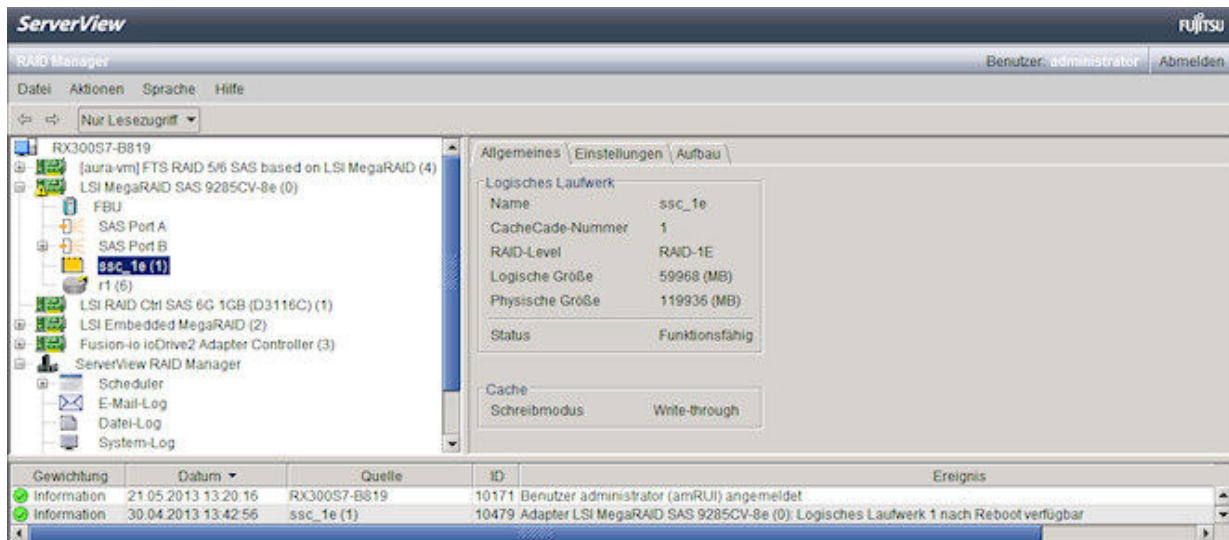 ServerView
FUJITSU
RAID Manager
Benutzer: administrator
Abmelden
Datei Aktionen Sprache Hilfe
Nur Lesezugriff
RX300S7-B819
[aura-vm] FTS RAID 5/6 SAS based on LSI MegaRAID (4)
LSI MegaRAID SAS 9285CV-8e (0)
FBU
SAS Port A
SAS Port B
ssc_1e (1)
r1 (6)
LSI RAID Ctrl SAS 6G 1GB (D3116C) (1)
LSI Embedded MegaRAID (2)
Fusion-io ioDrive2 Adapter Controller (3)
ServerView RAID Manager
Scheduler
E-Mail-Log
Datei-Log
System-Log
Allgemeines Einstellungen Aufbau
Logisches Laufwerk
Name ssc_1e
CacheCade-Nummer 1
RAID-Level RAID-1E
Logische Größe 59968 (MB)
Physische Größe 119936 (MB)
Status Funktionsfähig
Cache
Schreibmodus Write-through
Gewichtung Datum Quelle ID Ereignis
Information 21.05.2013 13:20:16 RX300S7-B819 10171 Benutzer administrator (amRUI) angemeldet
Information 30.04.2013 13:42:56 ssc_1e (1) 10479 Adapter LSI MegaRAID SAS 9285CV-8e (0): Logisches Laufwerk 1 nach Reboot verfügbar